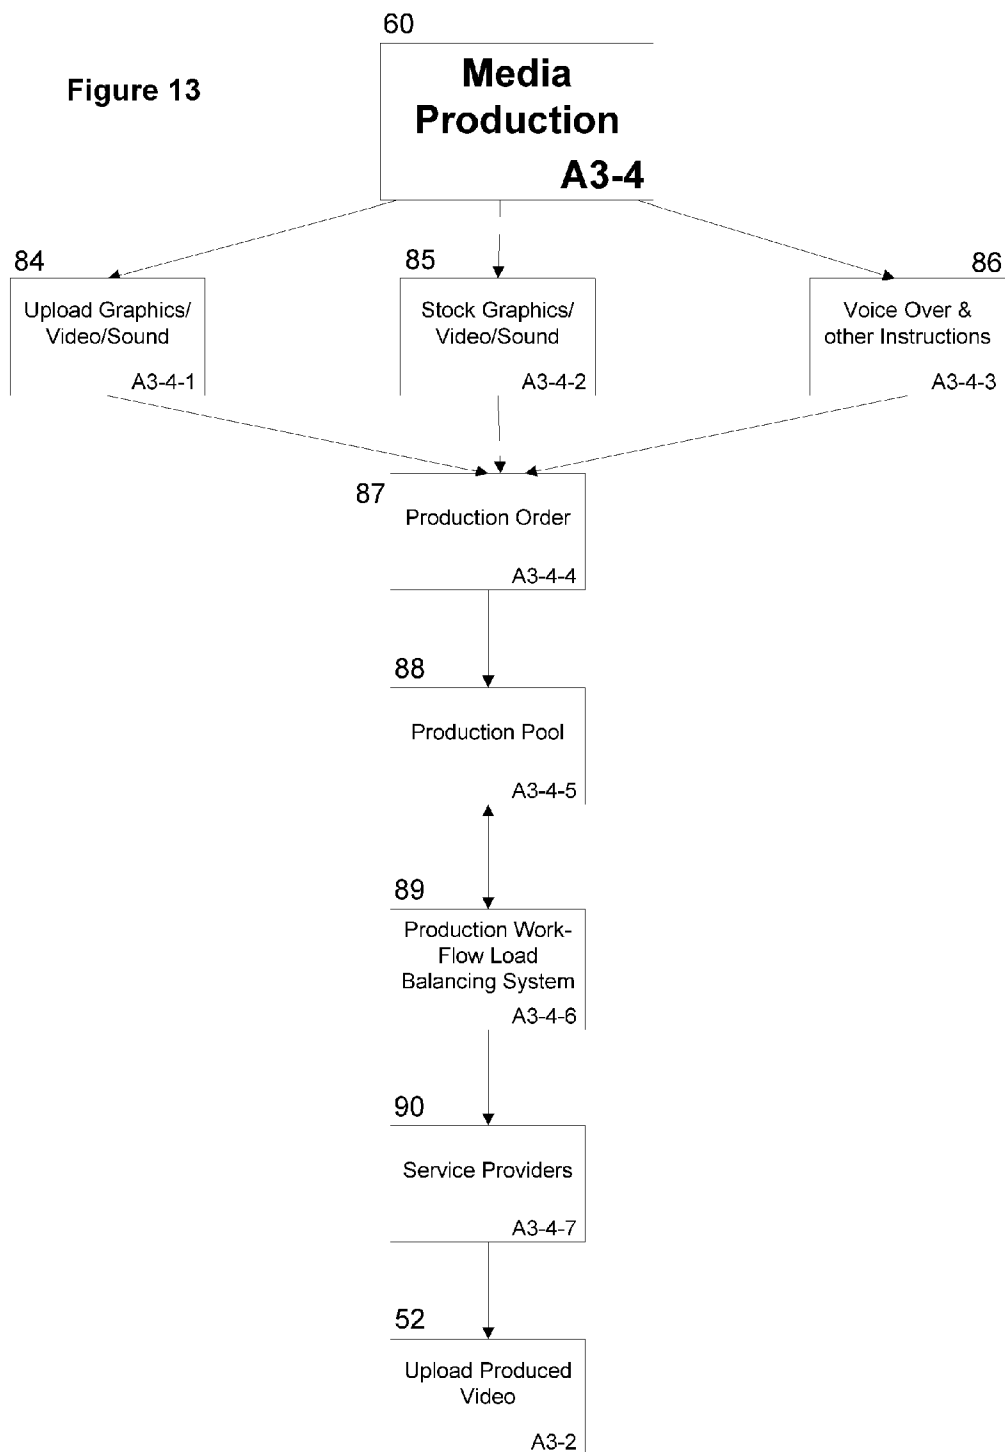 60
Figure 13
Media
Production
A3-4
84
Upload Graphics/
Video/Sound
A3-4-1
85
Stock Graphics/
Video/Sound
A3-4-2
86
Voice Over &
other Instructions
A3-4-3
87
Production Order
A3-4-4
88
Production Pool
A3-4-5
89
Production Work-
Flow Load
Balancing System
A3-4-6
90
Service Providers
A3-4-7
52
Upload Produced
Video
A3-2